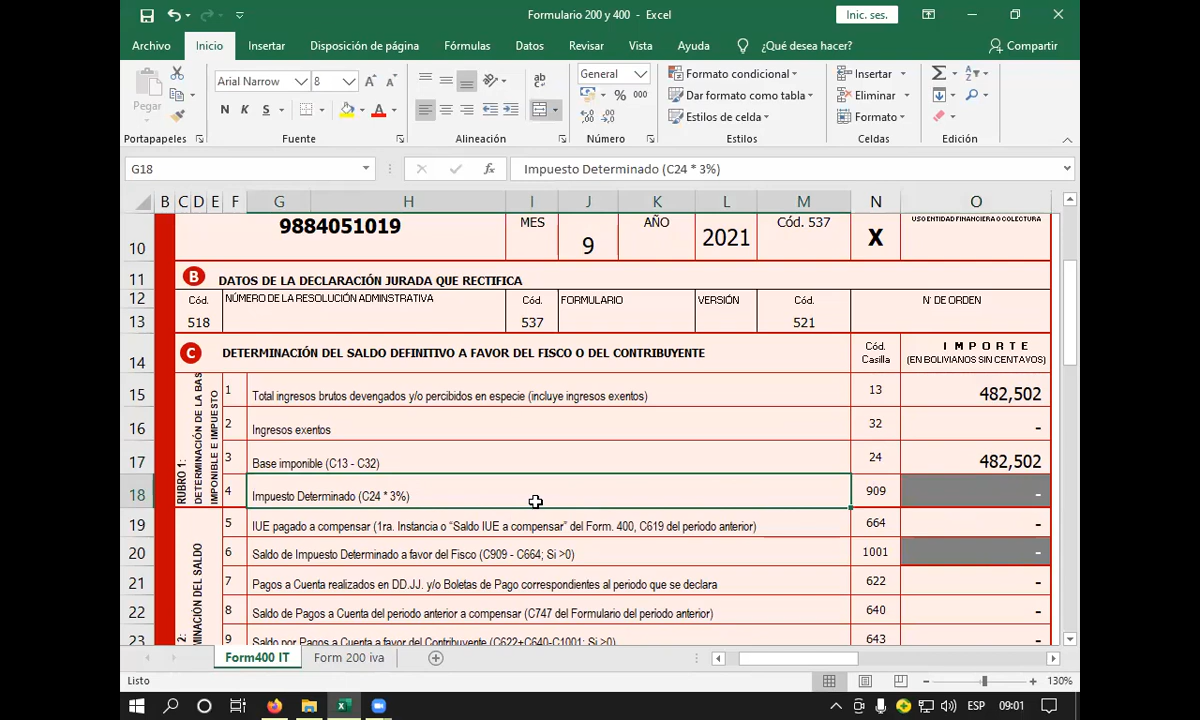 Formulario 200 y 400 - Excel
Inic. ses.
Archivo Inicio Insertar Disposición de página Fórmulas Datos Revisar Vista Ayuda ¿Qué desea hacer? Compartir
Pegar
Arial Narrow 8
N K S
General
% 000
Formato condicional
Dar formato como tabla
Estilos de celda
Insertar
Eliminar
Formato
Portapapeles Fuente Alineación Número Estilos Celdas Edición
G18 fx Impuesto Determinado (C24 * 3%)
B C D E F G H I J K L M N O
10 9884051019 MES 9 AÑO 2021 Cód. 537 X USO ENTIDAD FINANCIERA O COLECTURA
11 B DATOS DE LA DECLARACIÓN JURADA QUE RECTIFICA
12 Cód. NÚMERO DE LA RESOLUCIÓN ADMINSTRATIVA Cód. FORMULARIO VERSIÓN Cód. N° DE ORDEN
13 518 537 521
14 C DETERMINACIÓN DEL SALDO DEFINITIVO A FAVOR DEL FISCO O DEL CONTRIBUYENTE Cód. Casilla I M P O R T E (EN BOLIVIANOS SIN CENTAVOS)
RUBRO 1:
DETERMINACIÓN DE LA BAS
IMPONIBLE E IMPUESTO
15 1 Total ingresos brutos devengados y/o percibidos en especie (incluye ingresos exentos) 13 482,502
16 2 Ingresos exentos 32 -
17 3 Base imponible (C13 - C32) 24 482,502
18 4 Impuesto Determinado (C24 * 3%) 909 -
2:
MINACIÓN DEL SALDO
19 5 IUE pagado a compensar (1ra. Instancia o “Saldo IUE a compensar” del Form. 400, C619 del periodo anterior) 664 -
20 6 Saldo de Impuesto Determinado a favor del Fisco (C909 - C664; Si >0) 1001 -
21 7 Pagos a Cuenta realizados en DD.JJ. y/o Boletas de Pago correspondientes al periodo que se declara 622 -
22 8 Saldo de Pagos a Cuenta del periodo anterior a compensar (C747 del Formulario del periodo anterior) 640 -
23 9 Saldo por Pagos a Cuenta a favor del Contribuyente (C622+C640-C1001; Si >0) 643 -
Form400 IT Form 200 iva
Listo 130%
ESP 09:01